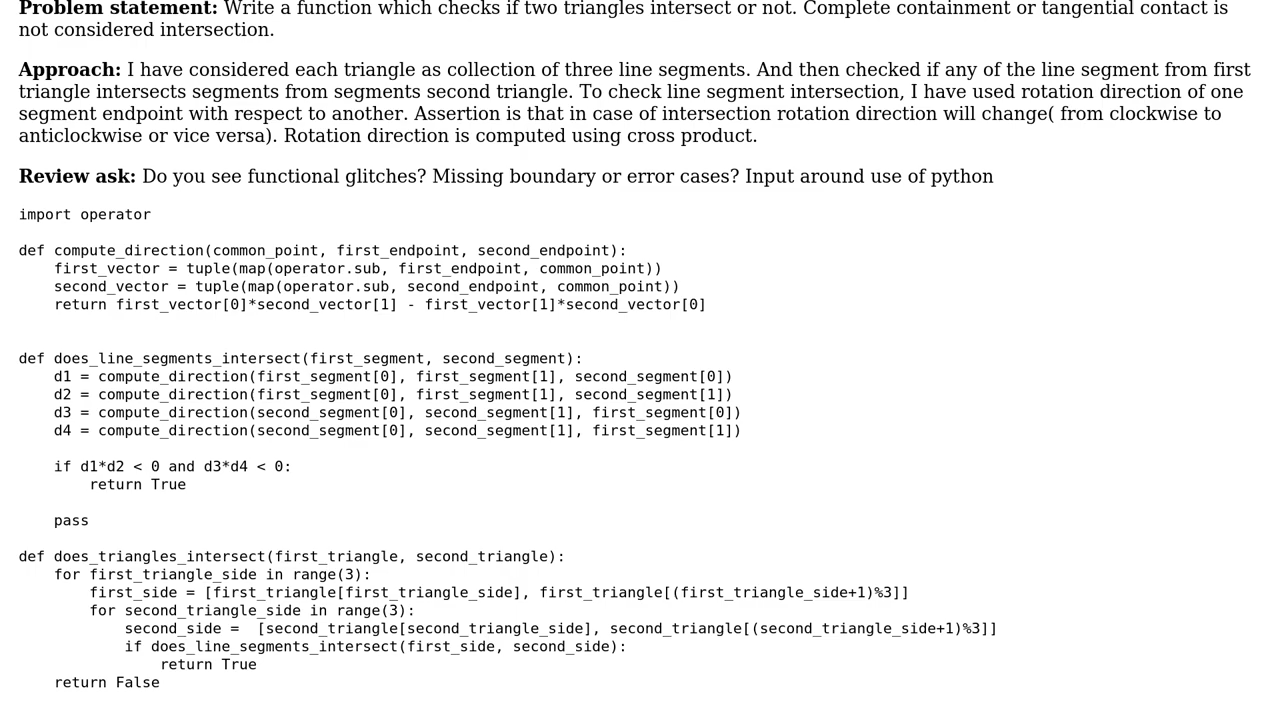 Problem statement: Write a function which checks if two triangles intersect or not. Complete containment or tangential contact is
not considered intersection.
Approach: I have considered each triangle as collection of three line segments. And then checked if any of the line segment from first
triangle intersects segments from segments second triangle. To check line segment intersection, I have used rotation direction of one
segment endpoint with respect to another. Assertion is that in case of intersection rotation direction will change( from clockwise to
anticlockwise or vice versa). Rotation direction is computed using cross product.
Review ask: Do you see functional glitches? Missing boundary or error cases? Input around use of python
import operator
def compute_direction(common_point, first_endpoint, second_endpoint):
    first_vector = tuple(map(operator.sub, first_endpoint, common_point))
    second_vector = tuple(map(operator.sub, second_endpoint, common_point))
    return first_vector[0]*second_vector[1] - first_vector[1]*second_vector[0]
def does_line_segments_intersect(first_segment, second_segment):
    d1 = compute_direction(first_segment[0], first_segment[1], second_segment[0])
    d2 = compute_direction(first_segment[0], first_segment[1], second_segment[1])
    d3 = compute_direction(second_segment[0], second_segment[1], first_segment[0])
    d4 = compute_direction(second_segment[0], second_segment[1], first_segment[1])
    if d1*d2 < 0 and d3*d4 < 0:
        return True
    pass
def does_triangles_intersect(first_triangle, second_triangle):
    for first_triangle_side in range(3):
        first_side = [first_triangle[first_triangle_side], first_triangle[(first_triangle_side+1)%3]]
        for second_triangle_side in range(3):
            second_side =  [second_triangle[second_triangle_side], second_triangle[(second_triangle_side+1)%3]]
            if does_line_segments_intersect(first_side, second_side):
                return True
    return False